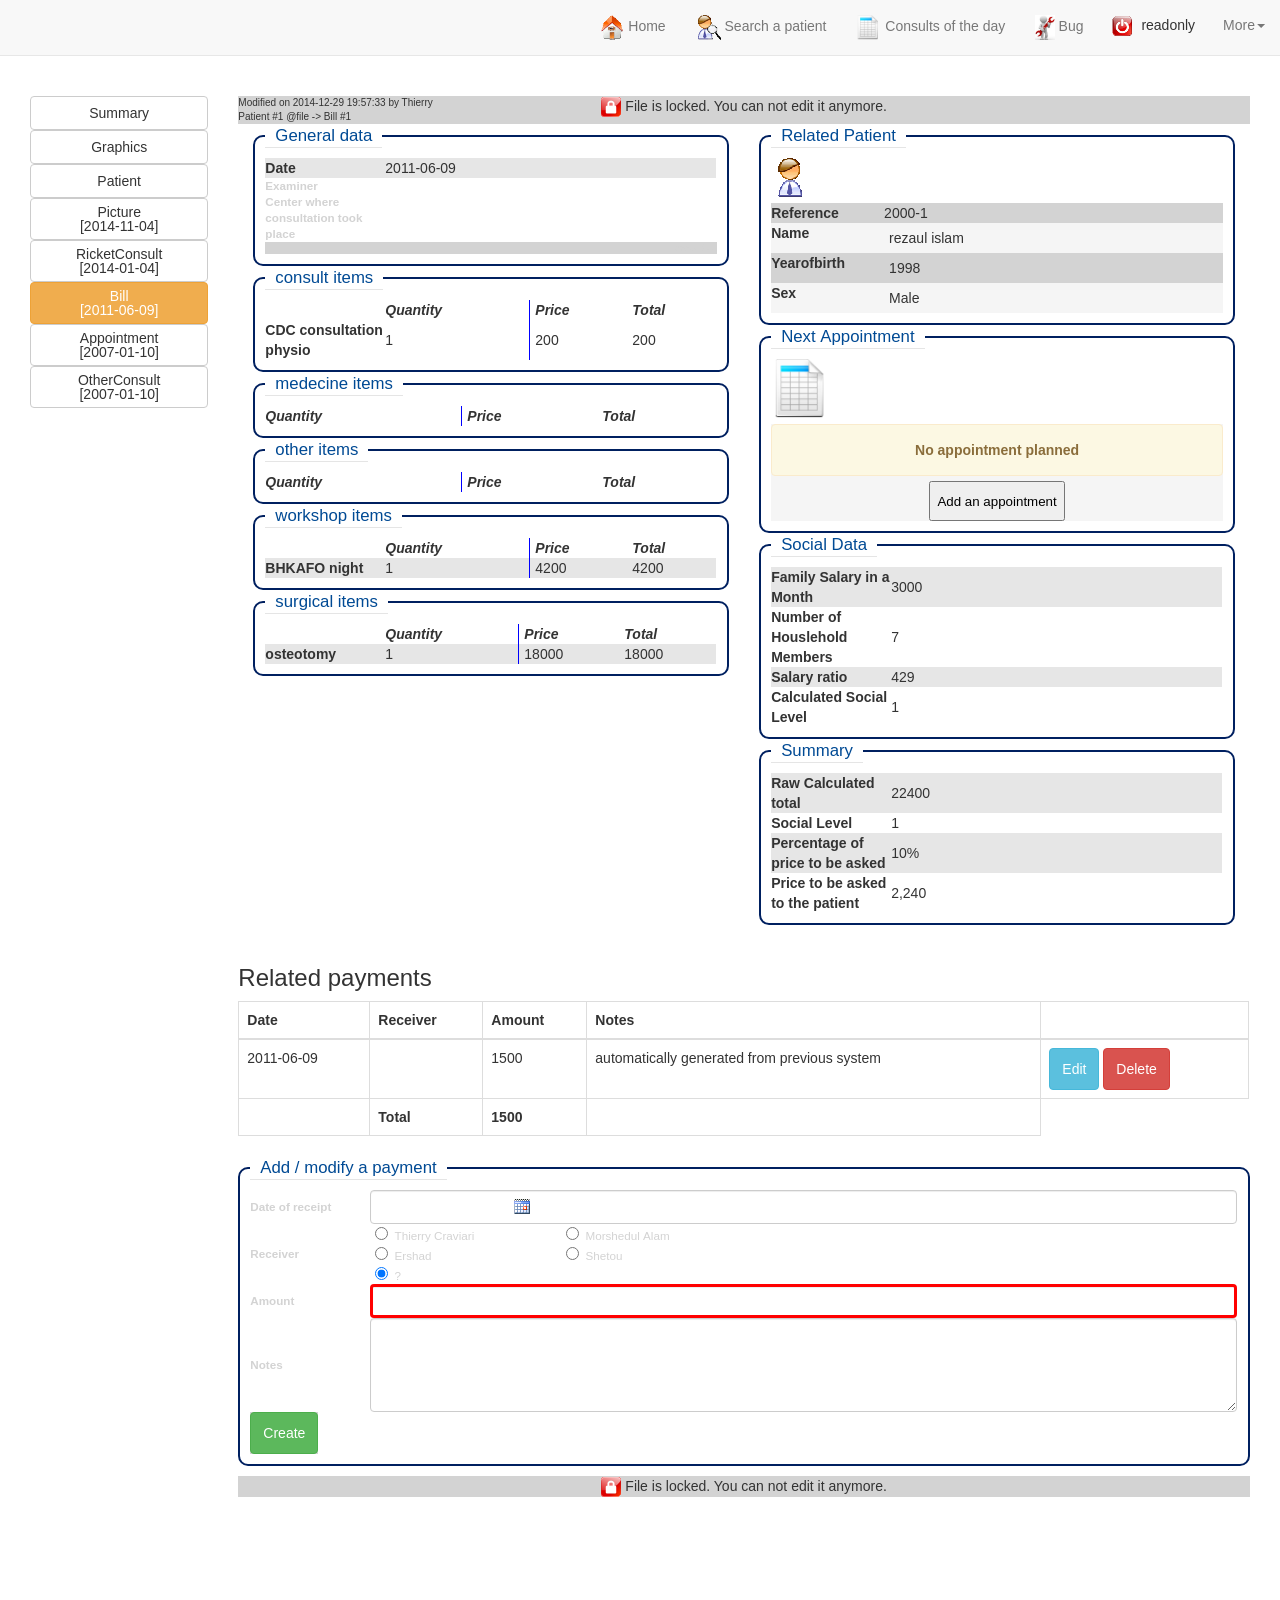 Home Search a patient Consults of the day Bug readonly More
Summary
Graphics
Patient
Picture
[2014-11-04]
RicketConsult
[2014-01-04]
Bill
[2011-06-09]
Appointment
[2007-01-10]
OtherConsult
[2007-01-10]
Modified on 2014-12-29 19:57:33 by Thierry
Patient #1 @file -> Bill #1
File is locked. You can not edit it anymore.
General data
Date 2011-06-09
Examiner
Center where
consultation took
place
consult items
Quantity Price Total
CDC consultation
physio
1 200 200
medecine items
Quantity Price Total
other items
Quantity Price Total
workshop items
Quantity Price Total
BHKAFO night 1 4200 4200
surgical items
Quantity Price Total
osteotomy 1 18000 18000
Related Patient
Reference 2000-1
Name rezaul islam
Yearofbirth 1998
Sex Male
Next Appointment
No appointment planned
Add an appointment
Social Data
Family Salary in a
Month
3000
Number of
Houslehold
Members
7
Salary ratio 429
Calculated Social
Level
1
Summary
Raw Calculated
total
22400
Social Level 1
Percentage of
price to be asked
10%
Price to be asked
to the patient
2,240
Related payments
Date Receiver Amount Notes
2011-06-09 1500 automatically generated from previous system Edit Delete
Total 1500
Add / modify a payment
Date of receipt
Receiver
Thierry Craviari Morshedul Alam
Ershad Shetou
?
Amount
Notes
Create
File is locked. You can not edit it anymore.